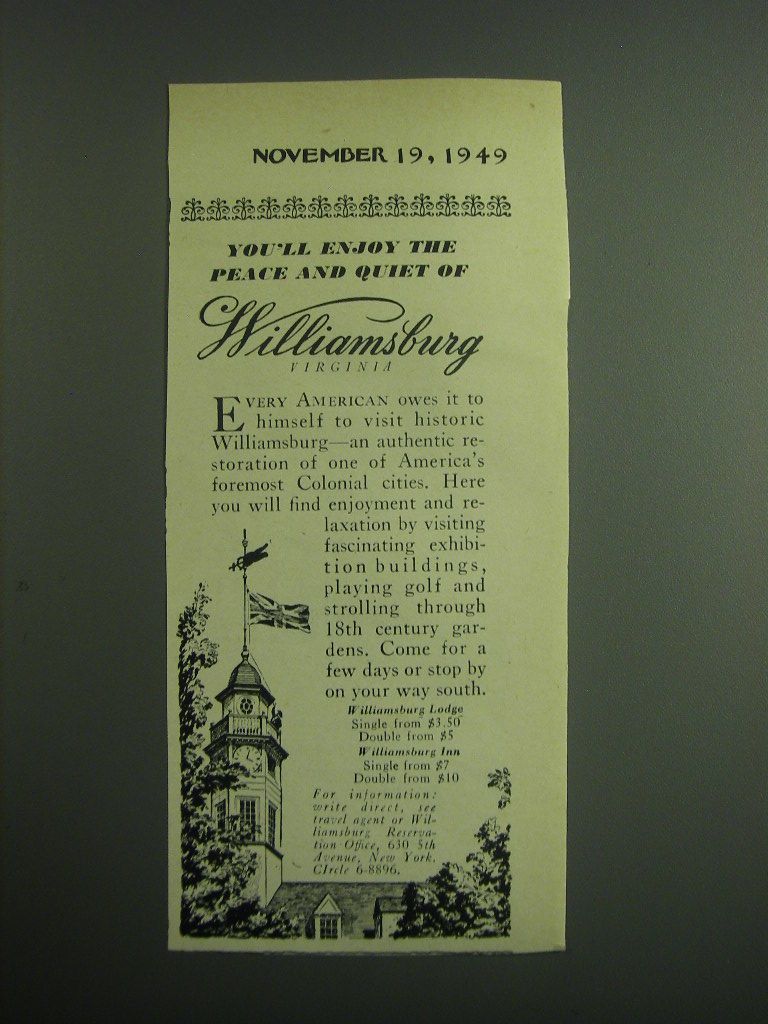 NOVEMBER 19, 1949
YOU'LL ENJOY THE
PEACE AND QUIET OF
Williamsburg
VIRGINIA
EVERY AMERICAN owes it to
himself to visit historic
Williamsburg—an authentic re-
storation of one of America's
foremost Colonial cities. Here
you will find enjoyment and re-
laxation by visiting
fascinating exhibi-
tion buildings,
playing golf and
strolling through
18th century gar-
dens. Come for a
few days or stop by
on your way south.
Williamsburg Lodge
Single from $3.50
Double from $5
Williamsburg Inn
Single from $7
Double from $10
For information:
write direct, see
travel agent or Wil-
liamsburg Reserva-
tion Office, 630 5th
Avenue, New York.
CIrcle 6-8896.